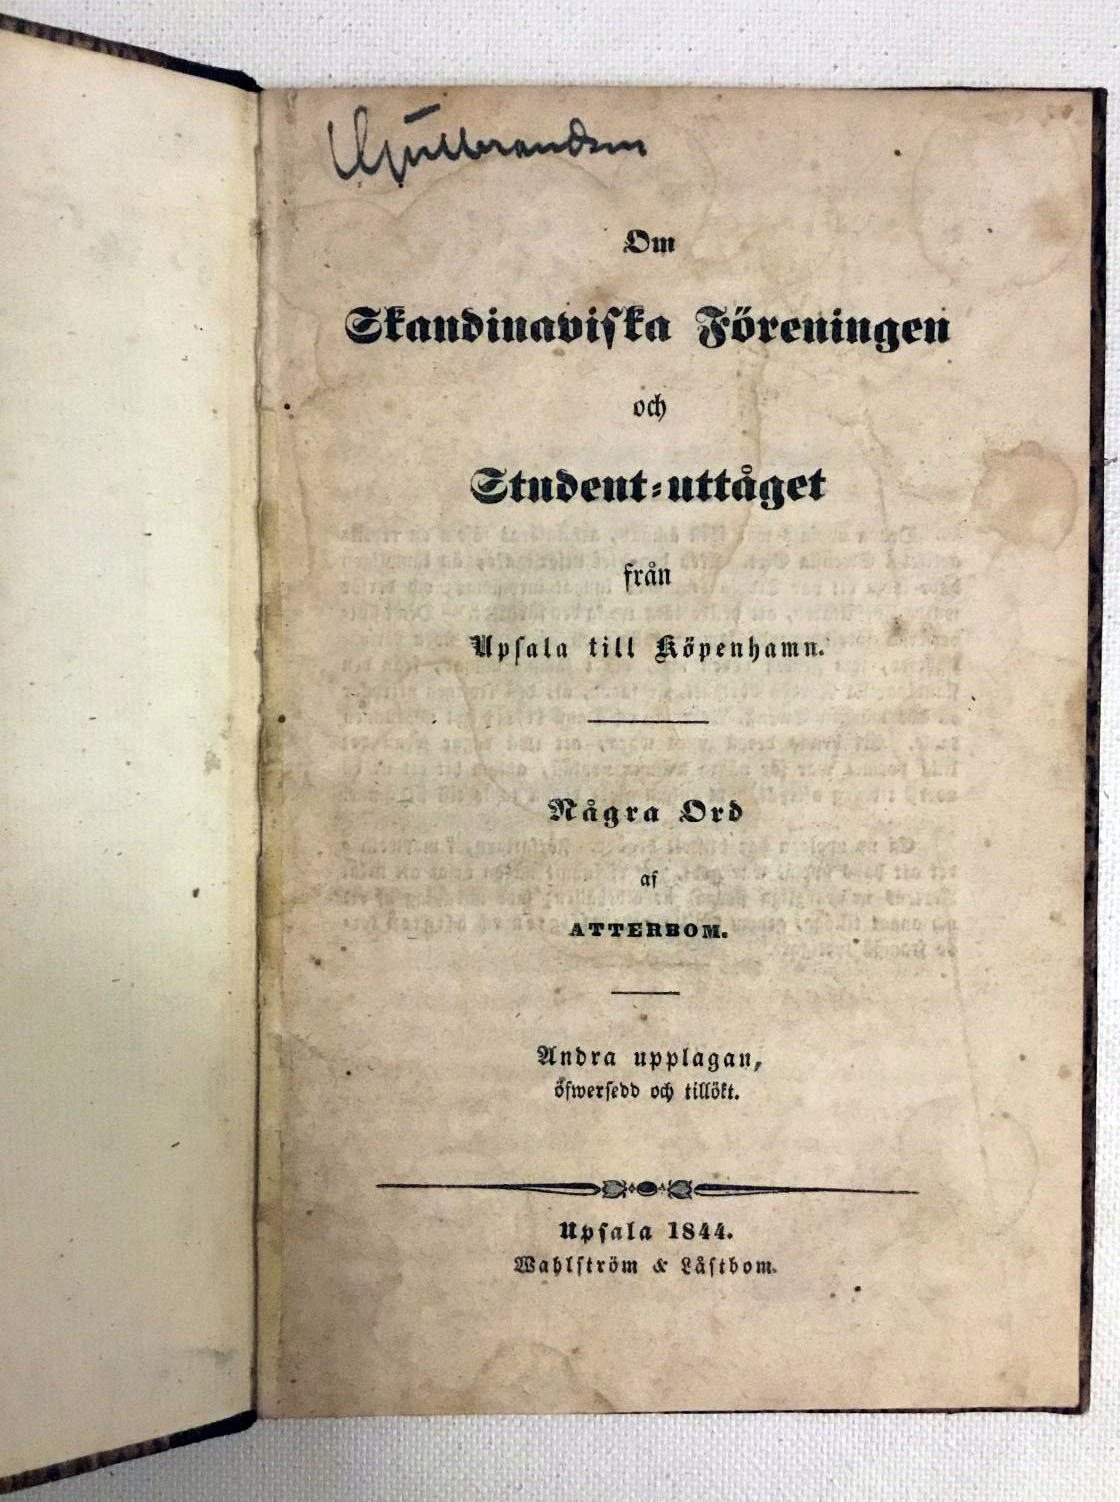 Om
Skandinaviska Föreningen
och
Student-uttåget
från
Upsala till Köpenhamn.
Några Ord
af
ATTERBOM.
Andra upplagan,
öfwersedd och tillökt.
Upsala 1844.
Wahlström & Låstbom.